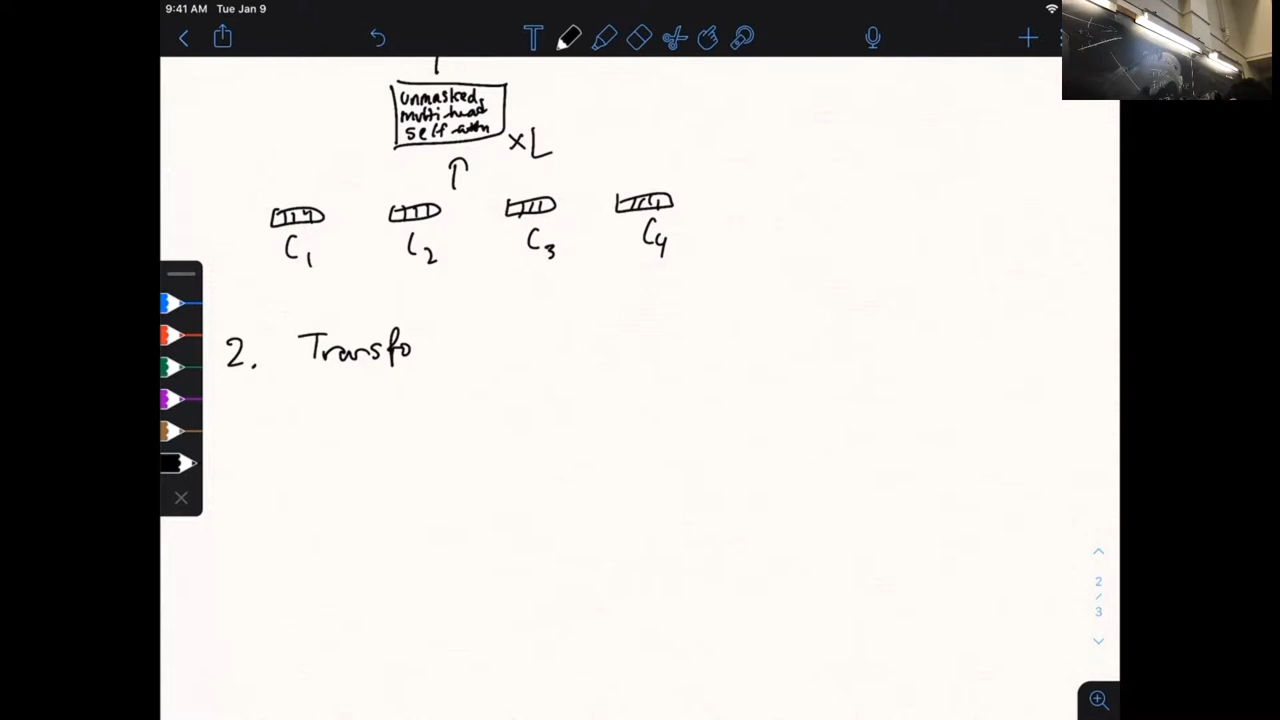 9:41 AM Tue Jan 9
unmasked
multi-head
self attn
×L
C1 C2 C3 C4
2. Transfo
2
/
3